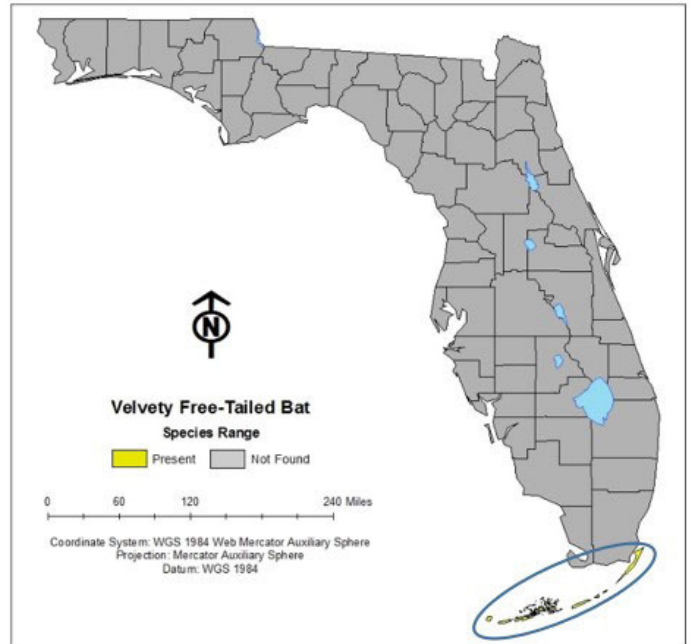 N
Velvety Free-Tailed Bat
Species Range
Present Not Found
0 60 120 240 Miles
Coordinate System: WGS 1984 Web Mercator Auxiliary Sphere
Projection: Mercator Auxiliary Sphere
Datum: WGS 1984